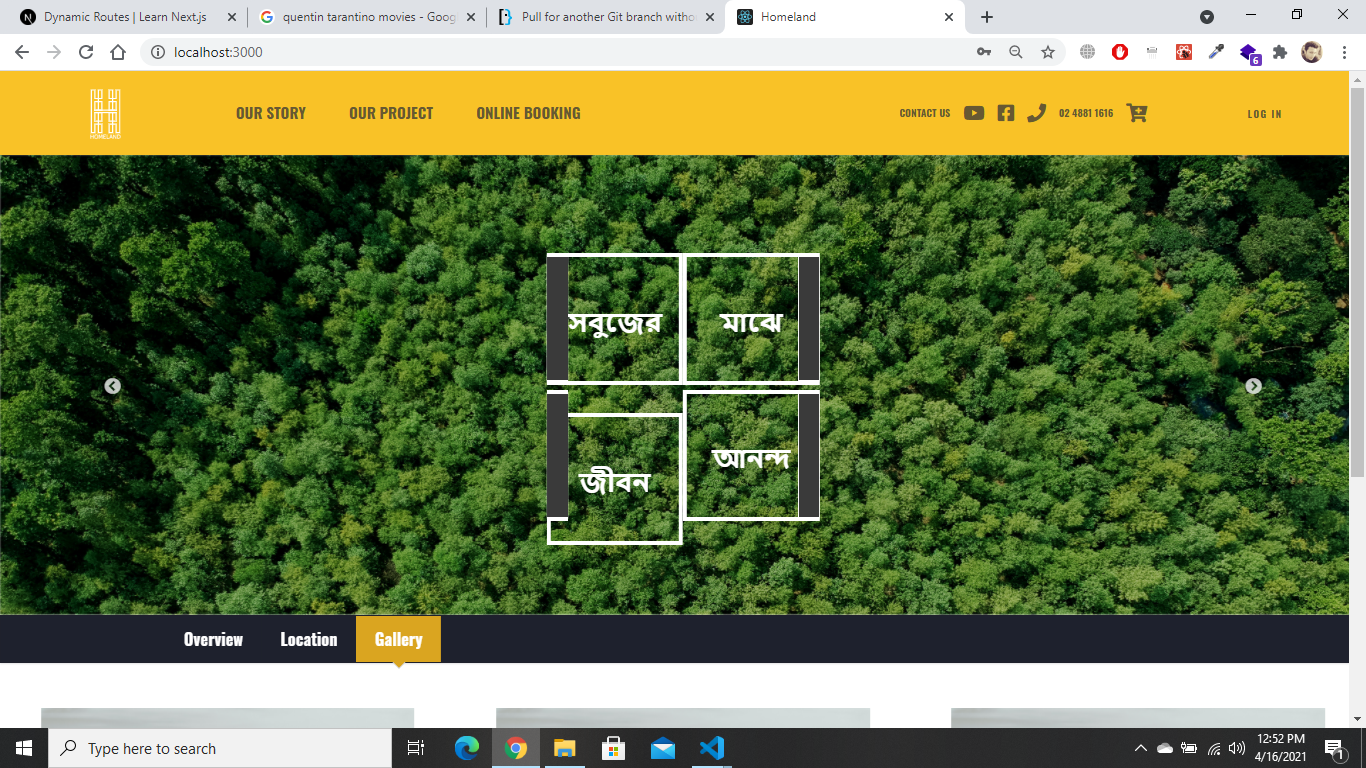 Dynamic Routes | Learn Next.js
quentin tarantino movies - Goog
Pull for another Git branch witho
Homeland
localhost:3000
6
HOMELAND
OUR STORY
OUR PROJECT
ONLINE BOOKING
CONTACT US
02 4881 1616
LOG IN
সবুজের
মাঝে
জীবন
আনন্দ
Overview
Location
Gallery
Type here to search
12:52 PM
4/16/2021
1